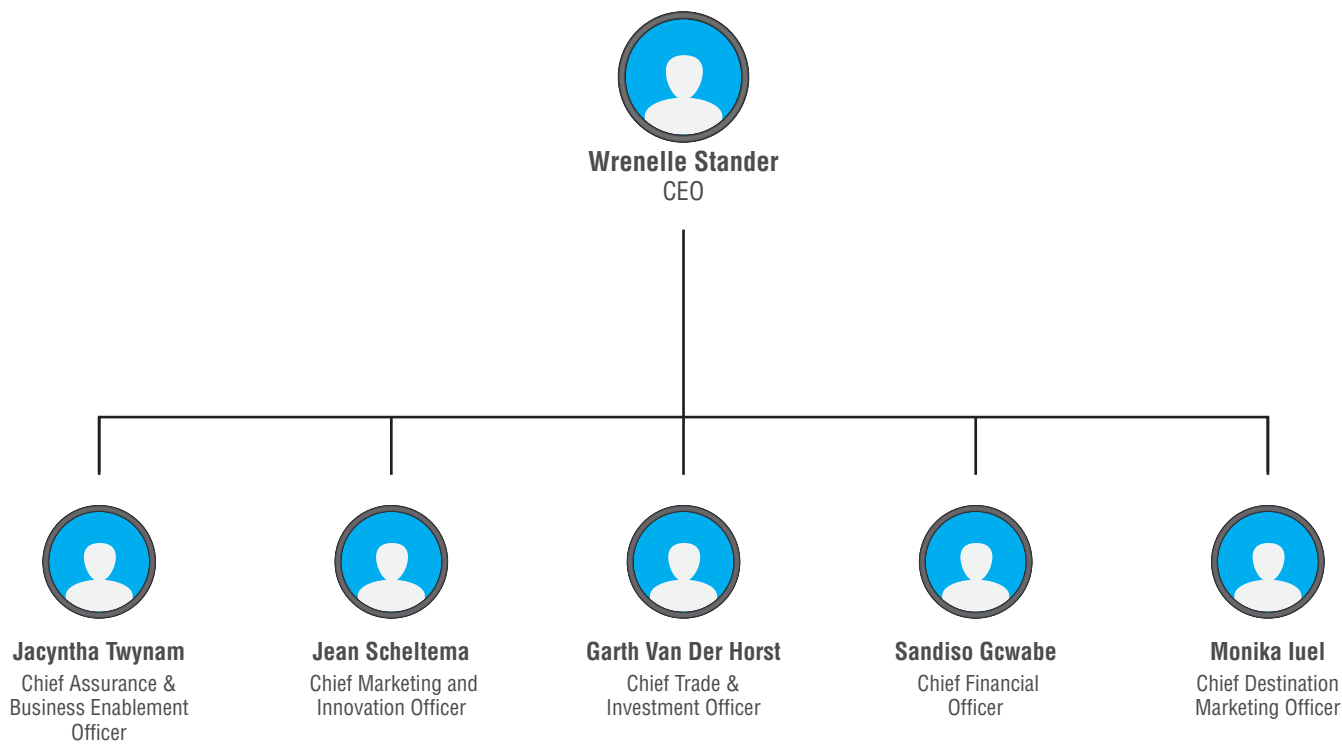 Wrenelle Stander
CEO
Jacyntha Twynam
Chief Assurance &
Business Enablement
Officer
Jean Scheltema
Chief Marketing and
Innovation Officer
Garth Van Der Horst
Chief Trade &
Investment Officer
Sandiso Gcwabe
Chief Financial
Officer
Monika Iuel
Chief Destination
Marketing Officer